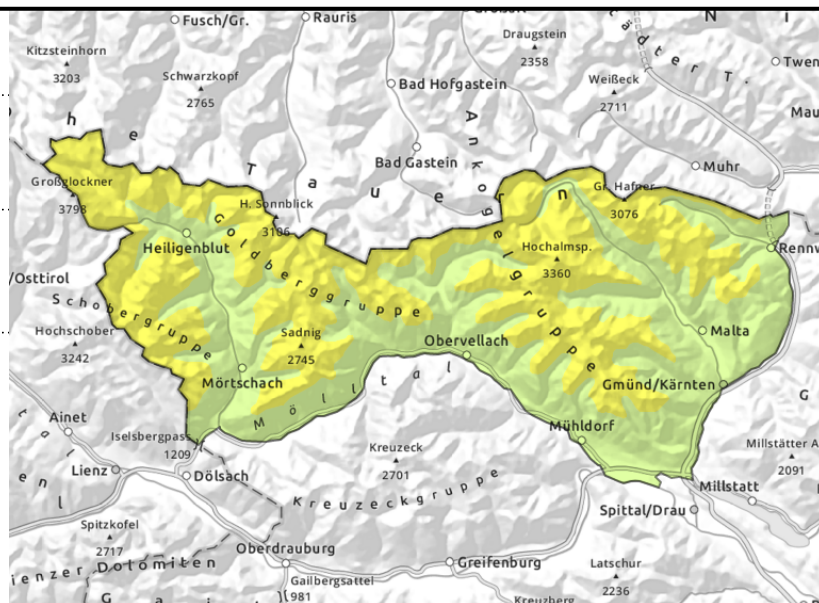 Fusch/Gr.
Rauris
Kitzsteinhorn
3203
Schwarzkopf
2765
Draugstein
2358
Weißeck
2711
Bad Hofgastein
Bad Gastein
Muhr
Großglockner
3798
H. Sonnblick
3106
Gr. Hafner
3076
Heiligenblut
Hochalmsp.
3360
/Osttirol
Hochschober
3242
Sadnig
2745
Obervellach
Malta
Mörtschach
Gmünd/Kärnten
Ainet
Iselsbergpass
1209
Mölltal
Mühldorf
Lienz
Dölsach
Kreuzeck
2701
2091
Millstatt
Spittal/Drau
Spitzkofel
2717
Oberdrauburg
Greifenburg
Latschur
2236
Gailbergsattel
981
Kreuzberg
Tauern
Ankogelgruppe
Goldberggruppe
Schobergruppe
Kreuzeckgruppe
Dolomiten